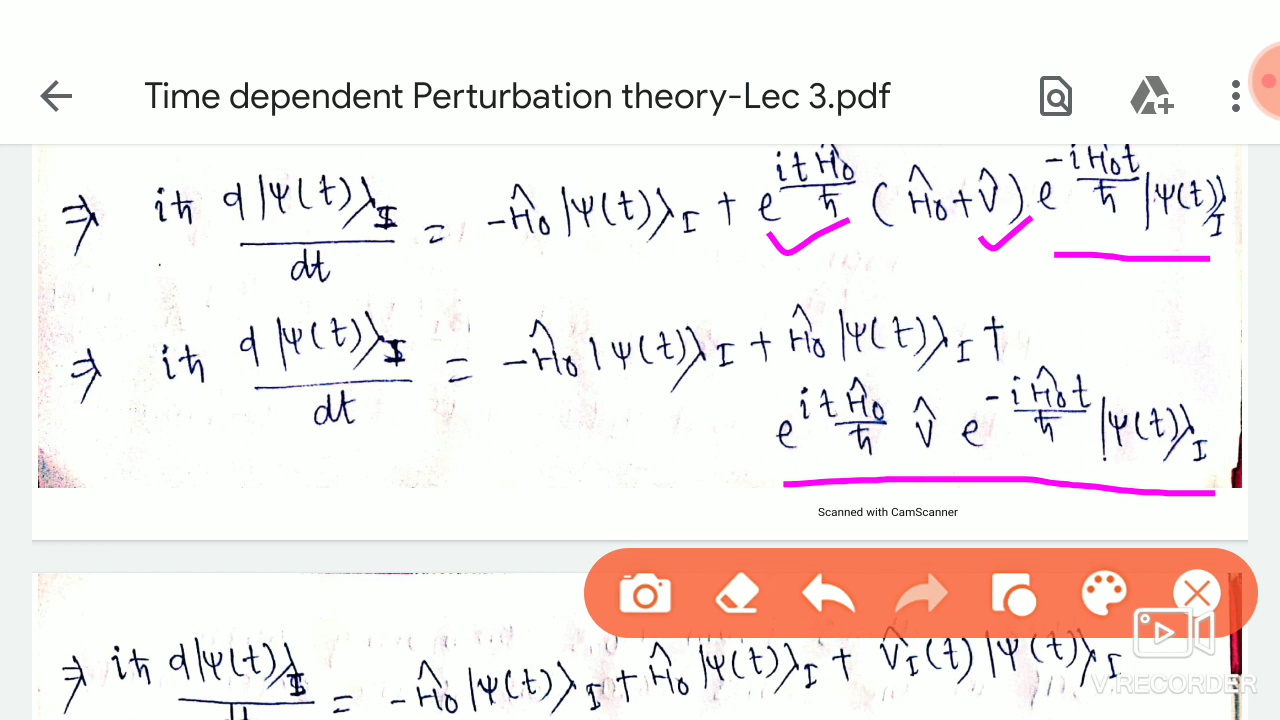 Time dependent Perturbation theory-Lec 3.pdf
⇒ iħ d|Ψ(t)⟩_I / dt = -Ĥ₀|Ψ(t)⟩_I + e^{itĤ₀/ħ} (Ĥ₀+V̂) e^{-iĤ₀t/ħ} |Ψ(t)⟩_I
⇒ iħ d|Ψ(t)⟩_I / dt = -Ĥ₀|Ψ(t)⟩_I + Ĥ₀|Ψ(t)⟩_I +
e^{itĤ₀/ħ} V̂ e^{-iĤ₀t/ħ} |Ψ(t)⟩_I
Scanned with CamScanner
⇒ iħ d|Ψ(t)⟩_I = -Ĥ₀|Ψ(t)⟩_I + Ĥ₀|Ψ(t)⟩_I + V̂_I(t)|Ψ(t)⟩_I
V.RECORDER